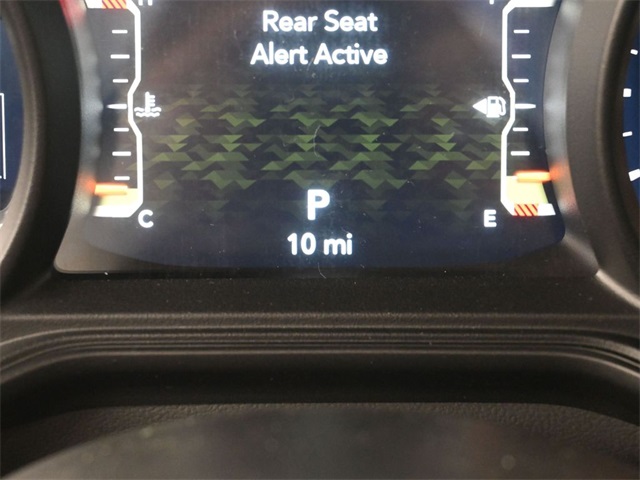 Rear Seat
Alert Active
C
P
E
10 mi